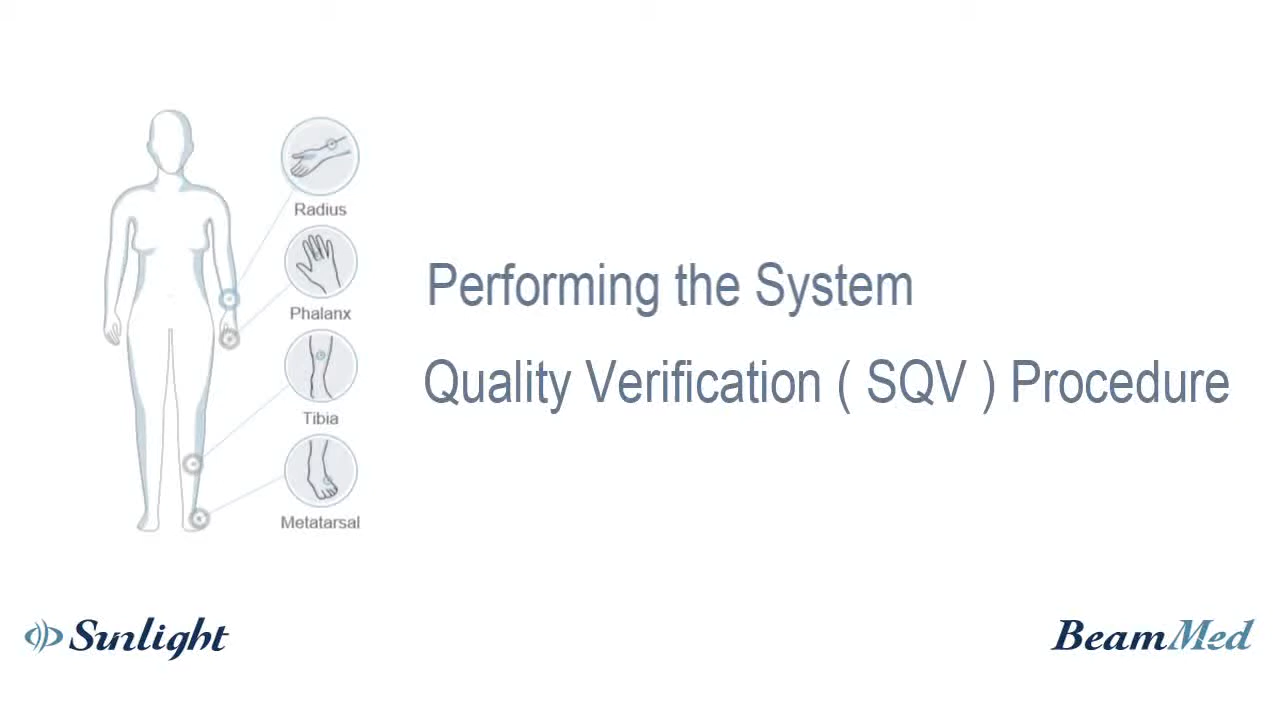 Radius
Phalanx
Tibia
Metatarsal
Performing the System
Quality Verification ( SQV ) Procedure
Sunlight
BeamMed